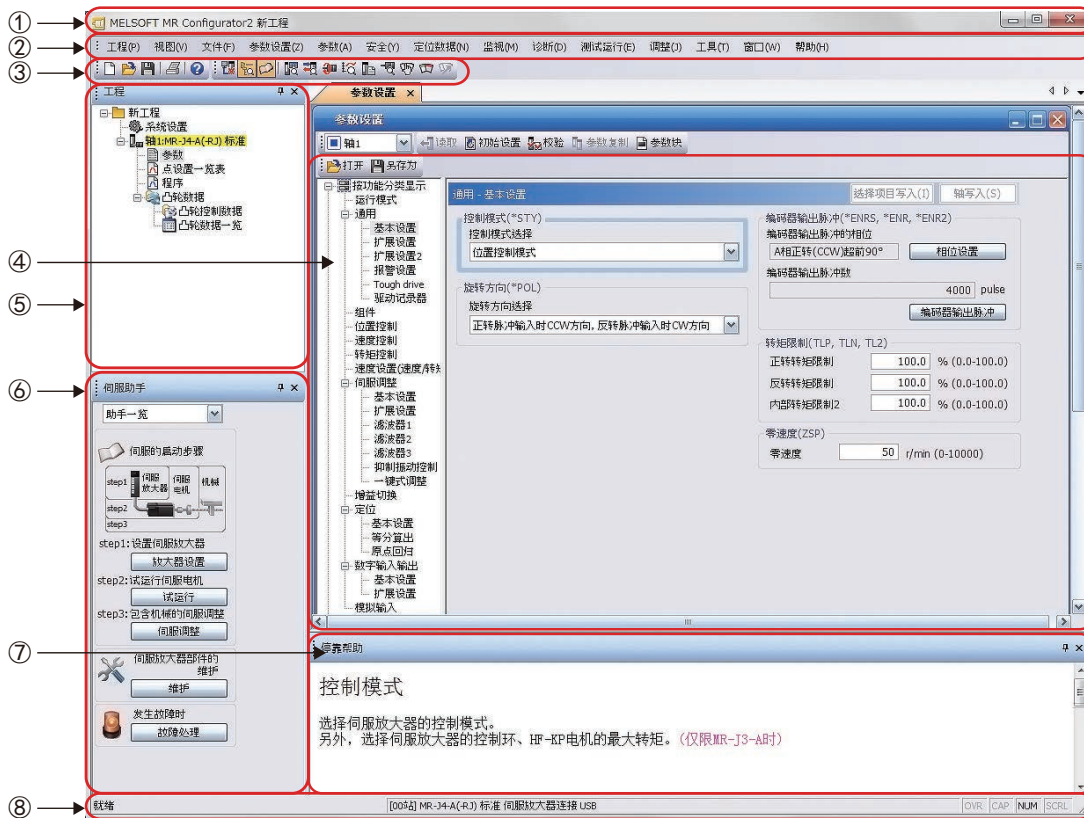 ① MELSOFT MR Configurator2 新工程
② 工程(P) 视图(V) 文件(F) 参数设置(Z) 参数(A) 安全(Y) 定位数据(N) 监视(M) 诊断(D) 测试运行(E) 调整(J) 工具(T) 窗口(W) 帮助(H)
③
工程
新工程
系统设置
轴1:MR-J4-A(-RJ) 标准
参数
点设置一览表
程序
凸轮数据
凸轮控制数据
凸轮数据一览
④
⑤
⑥ 伺服助手
助手一览
伺服的启动步骤
step1 伺服放大器 伺服电机 机械
step2
step3
step1:设置伺服放大器
放大器设置
step2:试运行伺服电机
试运行
step3:包含机械的伺服调整
伺服调整
伺服放大器部件的
维护
维护
发生故障时
故障处理
参数设置
参数设置
轴1 读取 初始设置 校验 参数复制 参数块
打开 另存为
按功能分类显示
运行模式
通用
基本设置
扩展设置
扩展设置2
报警设置
Tough drive
驱动记录器
组件
位置控制
速度控制
转矩控制
速度设置(速度/转矩
伺服调整
基本设置
扩展设置
滤波器1
滤波器2
滤波器3
抑制振动控制
一键式调整
增益切换
定位
基本设置
等分算出
原点回归
数字输入输出
基本设置
扩展设置
模拟输入
通用 - 基本设置 选择项目写入(I) 轴写入(S)
控制模式(*STY)
控制模式选择
位置控制模式
旋转方向(*POL)
旋转方向选择
正转脉冲输入时CCW方向, 反转脉冲输入时CW方向
编码器输出脉冲(*ENRS, *ENR, *ENR2)
编码器输出脉冲的相位
A相正转(CCW)超前90° 相位设置
编码器输出脉冲数
4000 pulse
编码器输出脉冲
转矩限制(TLP, TLN, TL2)
正转转矩限制 100.0 % (0.0-100.0)
反转转矩限制 100.0 % (0.0-100.0)
内部转矩限制2 100.0 % (0.0-100.0)
零速度(ZSP)
零速度 50 r/min (0-10000)
⑦ 停靠帮助
控制模式
选择伺服放大器的控制模式。
另外，选择伺服放大器的控制环、HF-KP电机的最大转矩。(仅限MR-J3-A时)
⑧ 就绪 [00站] MR-J4-A(-RJ) 标准 伺服放大器连接 USB OVR CAP NUM SCRL